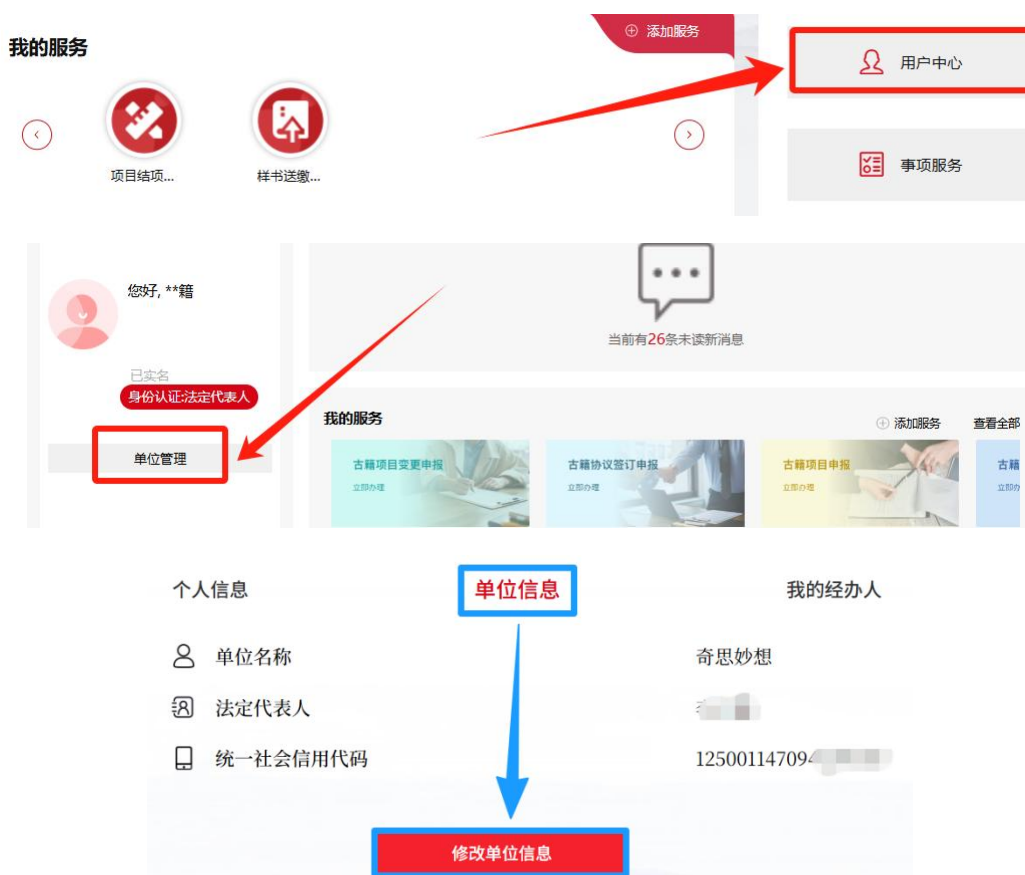 我的服务
添加服务
用户中心
项目结项...
样书送缴...
事项服务
您好, **籍
已实名
身份认证:法定代表人
单位管理
当前有26条未读新消息
我的服务
添加服务
查看全部
古籍项目变更申报
立即办理
古籍协议签订申报
立即办理
古籍项目申报
立即办理
古籍
立即办
个人信息
单位信息
我的经办人
单位名称
奇思妙想
法定代表人
统一社会信用代码
12500114709
修改单位信息